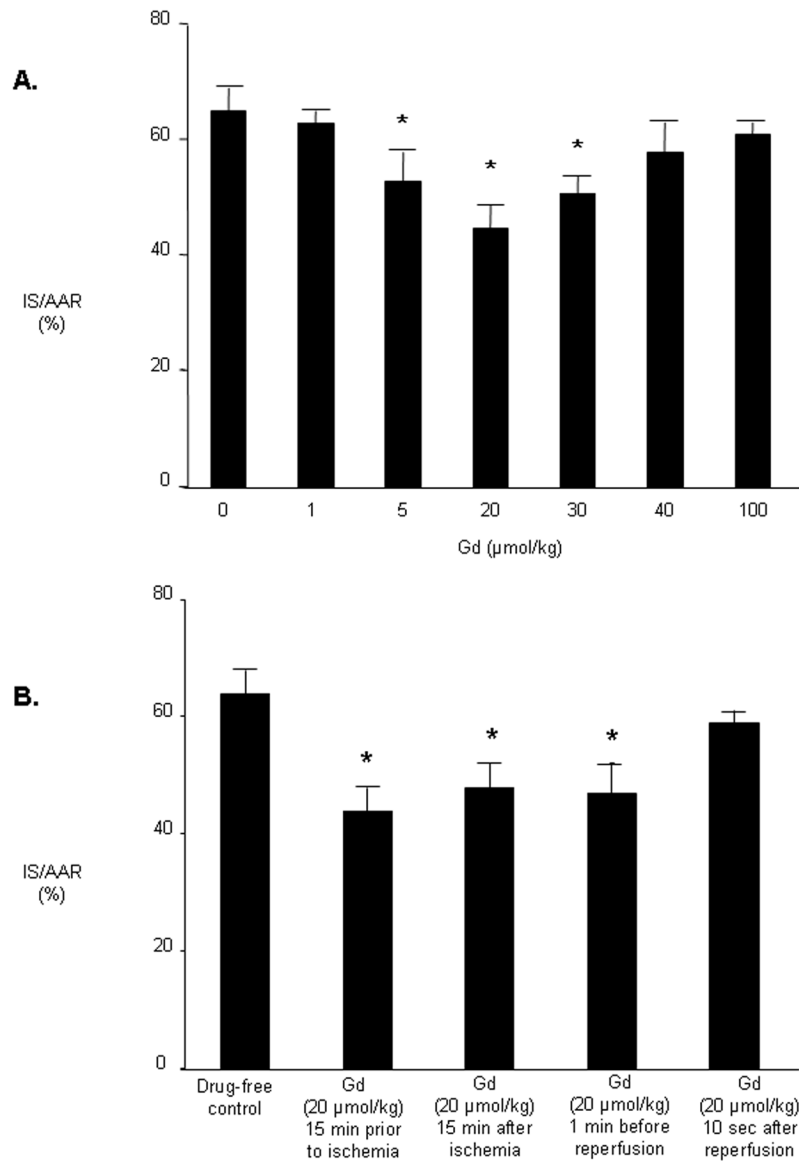 A.
80
60
40
20
0
IS/AAR
(%)
*
*
*
0 1 5 20 30 40 100
Gd (µmol/kg)
B.
80
60
40
20
0
IS/AAR
(%)
*
*
*
Drug-free
control
Gd
(20 µmol/kg)
15 min prior
to ischemia
Gd
(20 µmol/kg)
15 min after
ischemia
Gd
(20 µmol/kg)
1 min before
reperfusion
Gd
(20 µmol/kg)
10 sec after
reperfusion